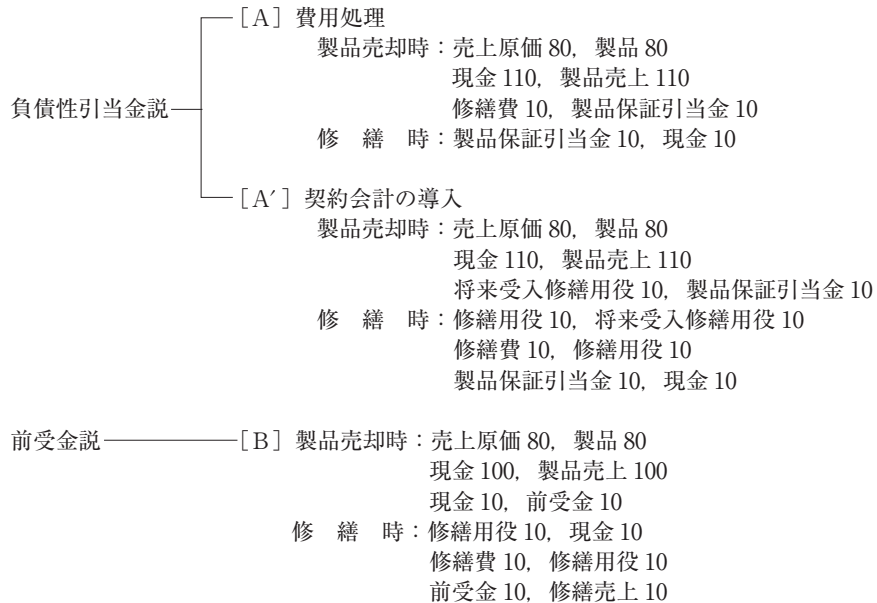 [A] 費用処理
製品売却時:売上原価 80, 製品 80
現金 110, 製品売上 110
負債性引当金説 修繕費 10, 製品保証引当金 10
修 繕 時:製品保証引当金 10, 現金 10
[A′] 契約会計の導入
製品売却時:売上原価 80, 製品 80
現金 110, 製品売上 110
将来受入修繕用役 10, 製品保証引当金 10
修 繕 時:修繕用役 10, 将来受入修繕用役 10
修繕費 10, 修繕用役 10
製品保証引当金 10, 現金 10
前受金説 [B] 製品売却時:売上原価 80, 製品 80
現金 100, 製品売上 100
現金 10, 前受金 10
修 繕 時:修繕用役 10, 現金 10
修繕費 10, 修繕用役 10
前受金 10, 修繕売上 10